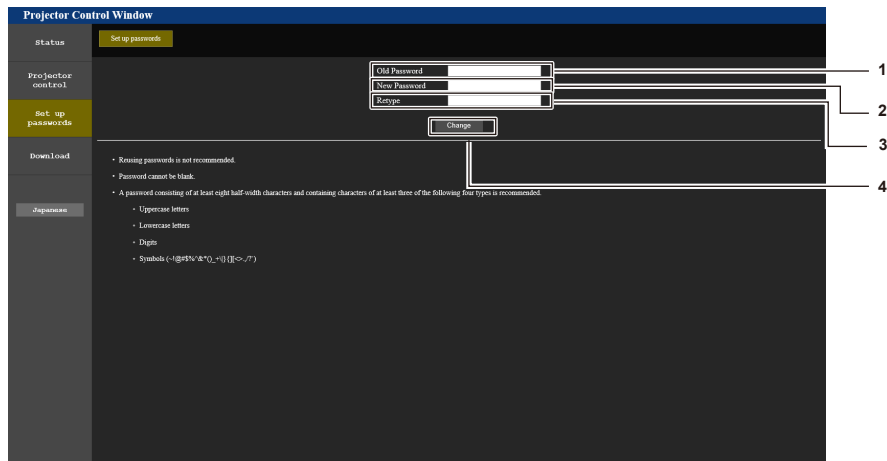 Projector Control Window
Status
Set up passwords
Projector
control
Set up
passwords
Download
Japanese
Old Password
New Password
Retype
Change
1
2
3
4
• Reusing passwords is not recommended.
• Password cannot be blank.
• A password consisting of at least eight half-width characters and containing characters of at least three of the following four types is recommended.
• Uppercase letters
• Lowercase letters
• Digits
• Symbols (~!@#$%^&*()_+\|}{][<>.,/?`)